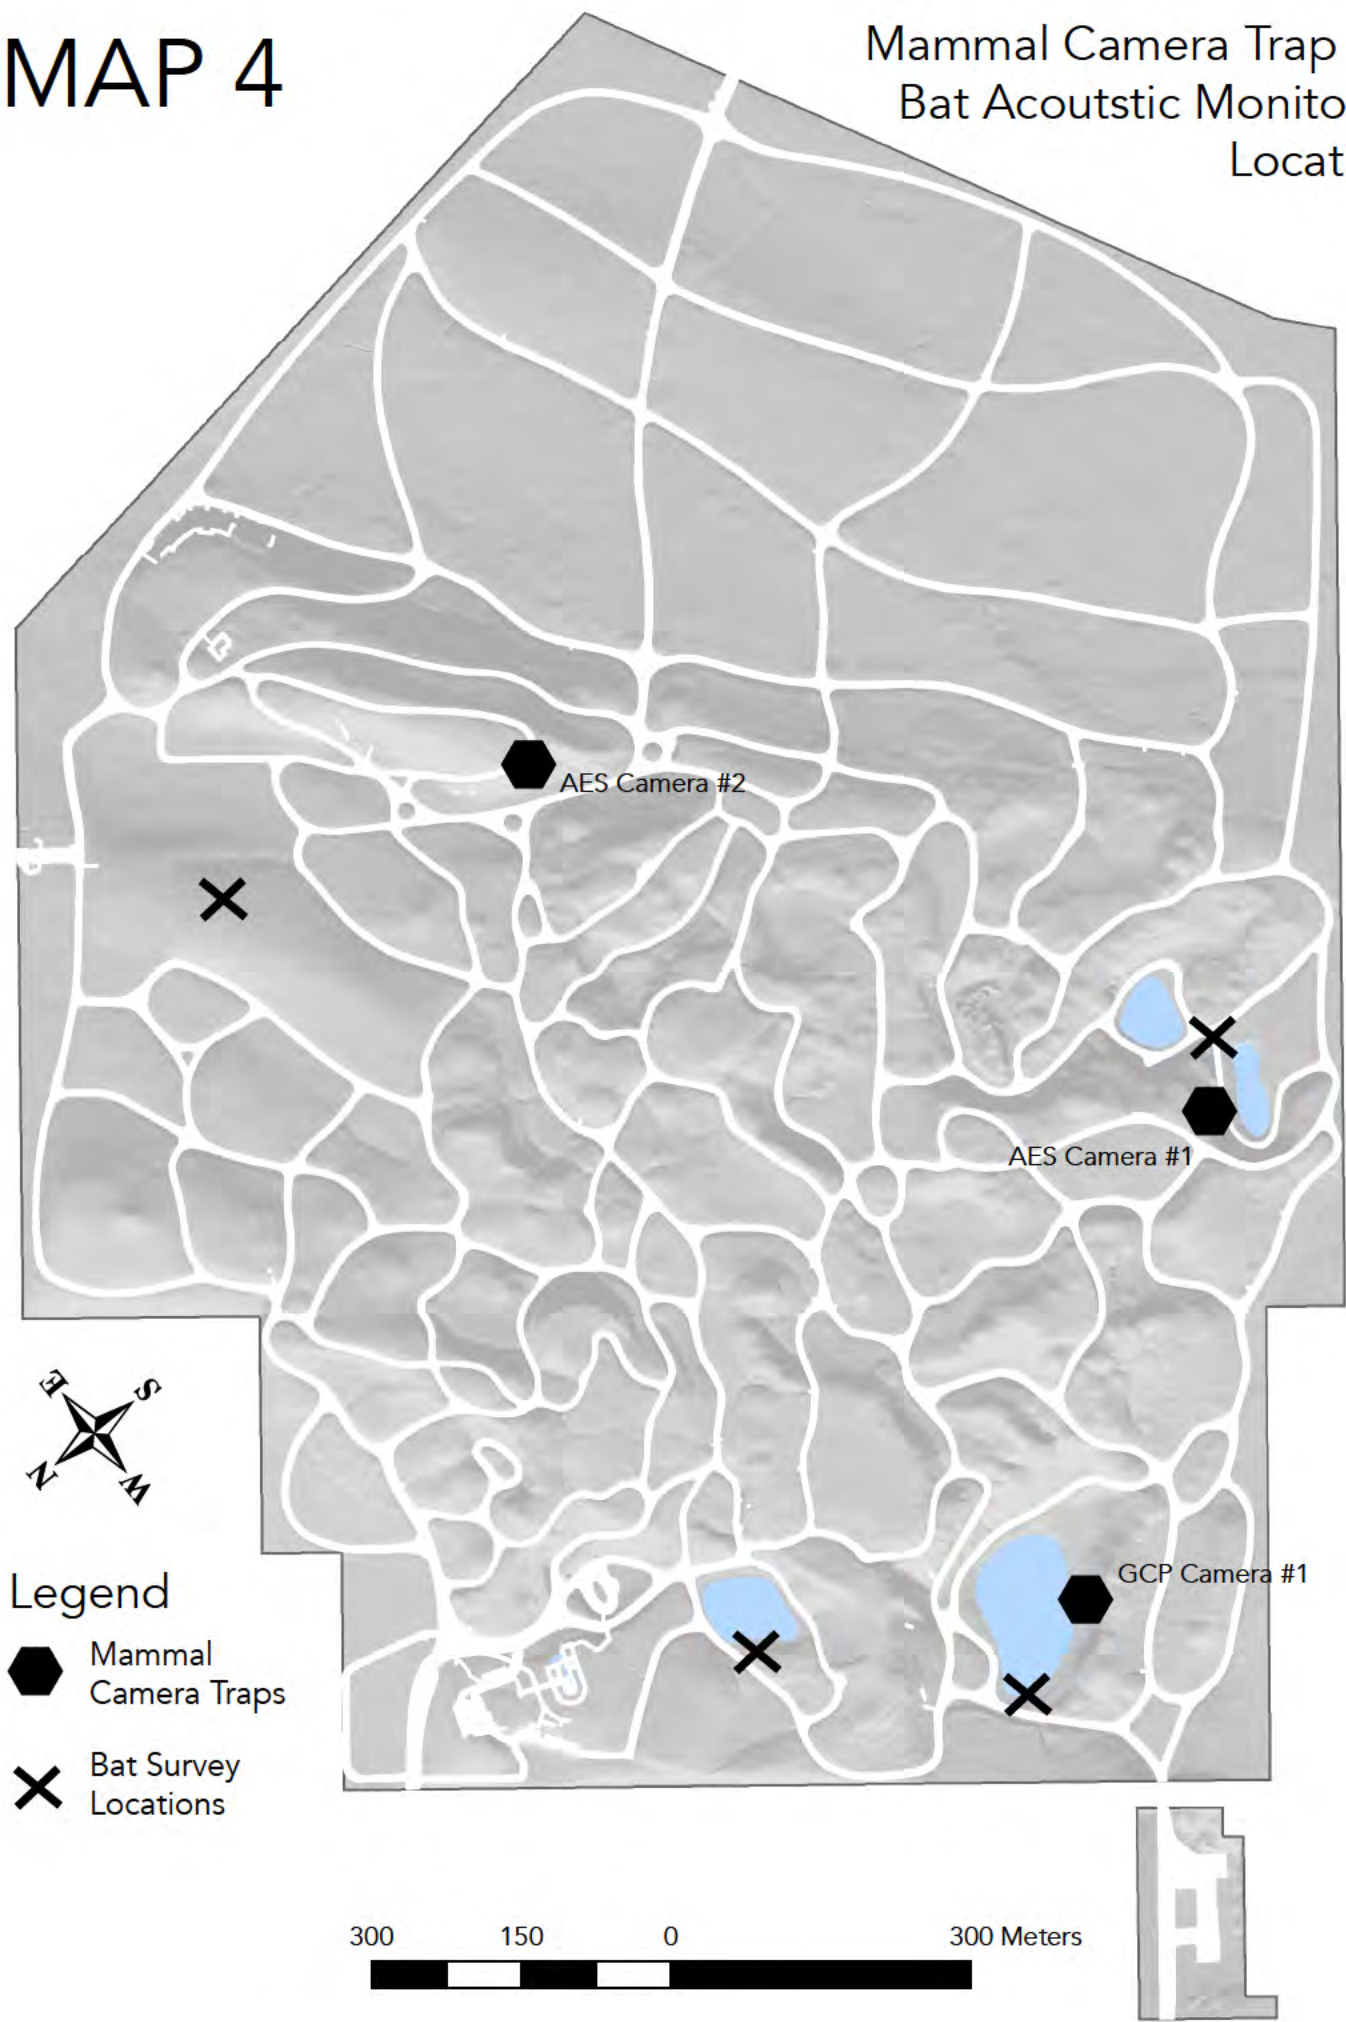 MAP 4
Mammal Camera Trap
Bat Acoutstic Monito
Locat
AES Camera #2
AES Camera #1
GCP Camera #1
E
S
N
W
Legend
Mammal
Camera Traps
Bat Survey
Locations
300 150 0 300 Meters